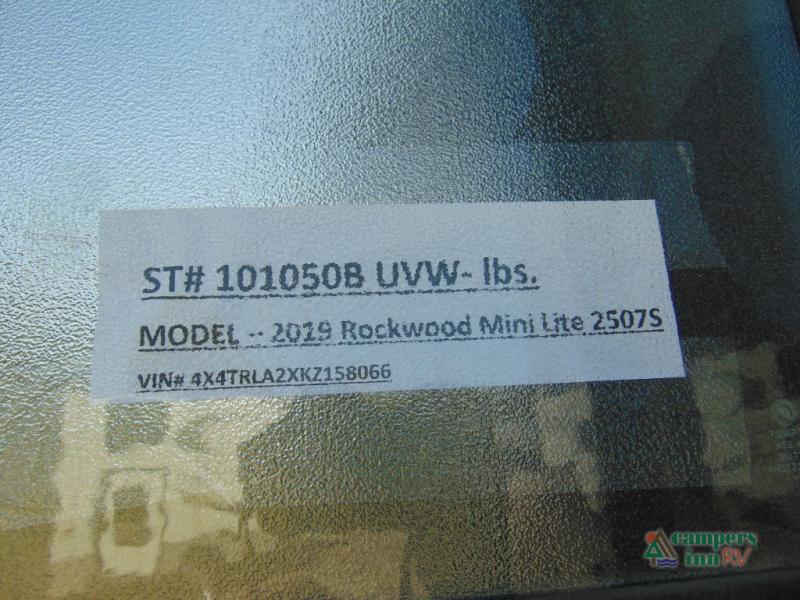 ST# 101050B UVW- lbs.
MODEL -- 2019 Rockwood Mini Lite 2507S
VIN# 4X4TRLA2XKZ158066
campers
inn RV